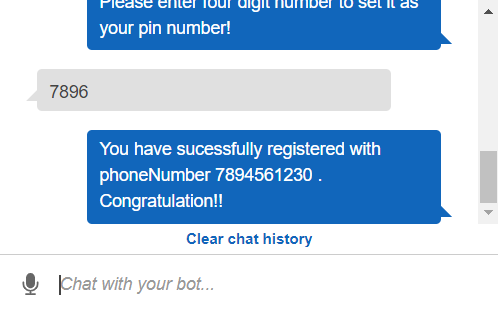 Please enter four digit number to set it as
your pin number!
7896
You have sucessfully registered with
phoneNumber 7894561230 .
Congratulation!!
Clear chat history
Chat with your bot...